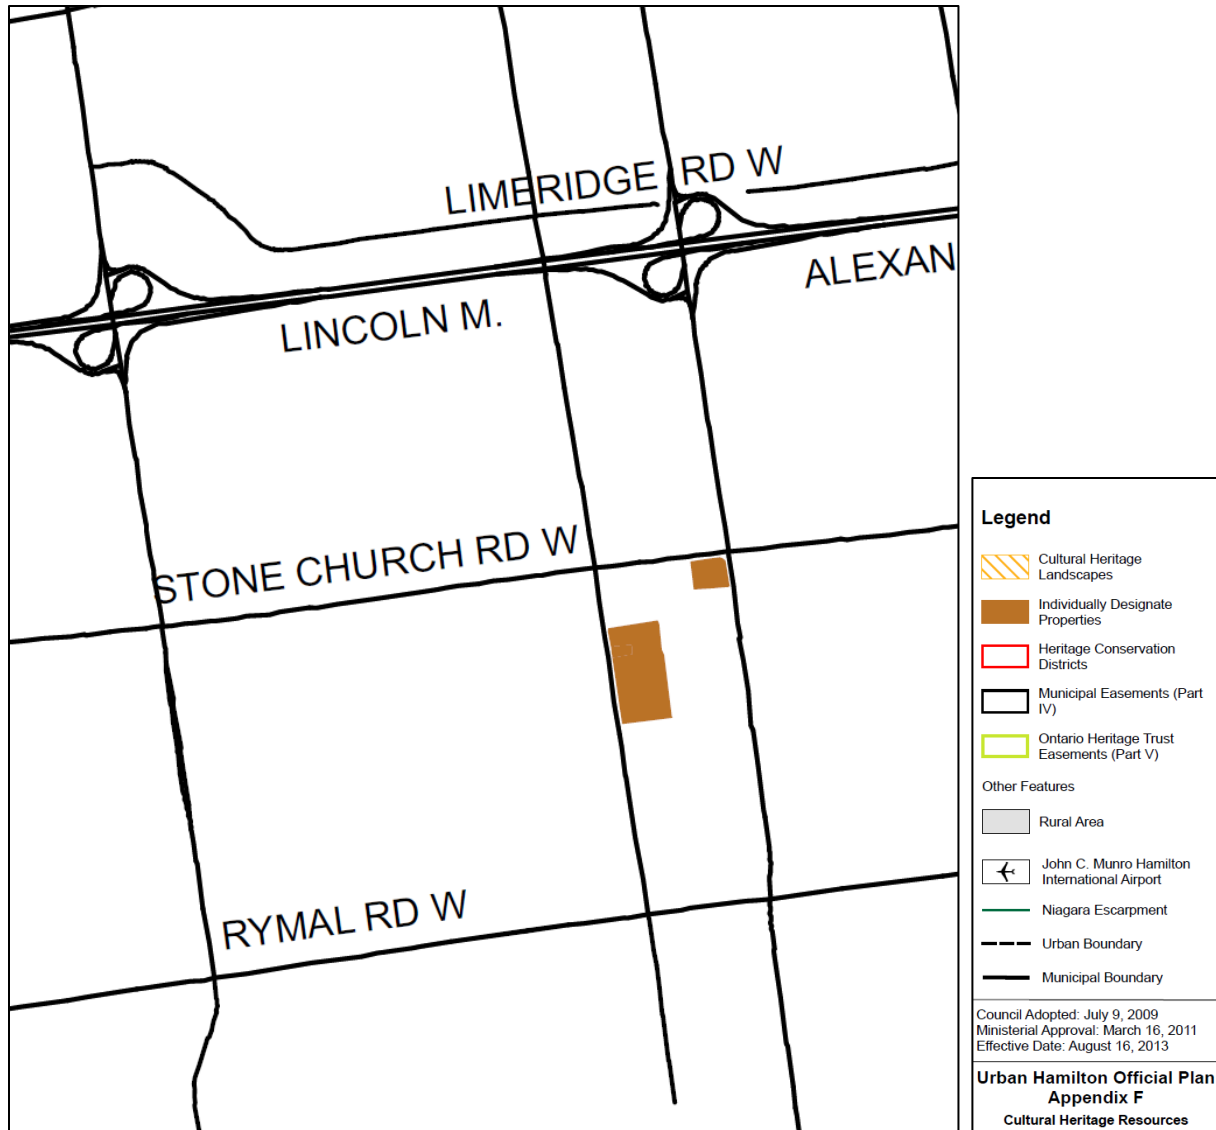 LIMERIDGE RD W
ALEXAN
LINCOLN M.
STONE CHURCH RD W
RYMAL RD W
Legend
Cultural Heritage
Landscapes
Individually Designate
Properties
Heritage Conservation
Districts
Municipal Easements (Part
IV)
Ontario Heritage Trust
Easements (Part V)
Other Features
Rural Area
John C. Munro Hamilton
International Airport
Niagara Escarpment
Urban Boundary
Municipal Boundary
Council Adopted: July 9, 2009
Ministerial Approval: March 16, 2011
Effective Date: August 16, 2013
Urban Hamilton Official Plan
Appendix F
Cultural Heritage Resources